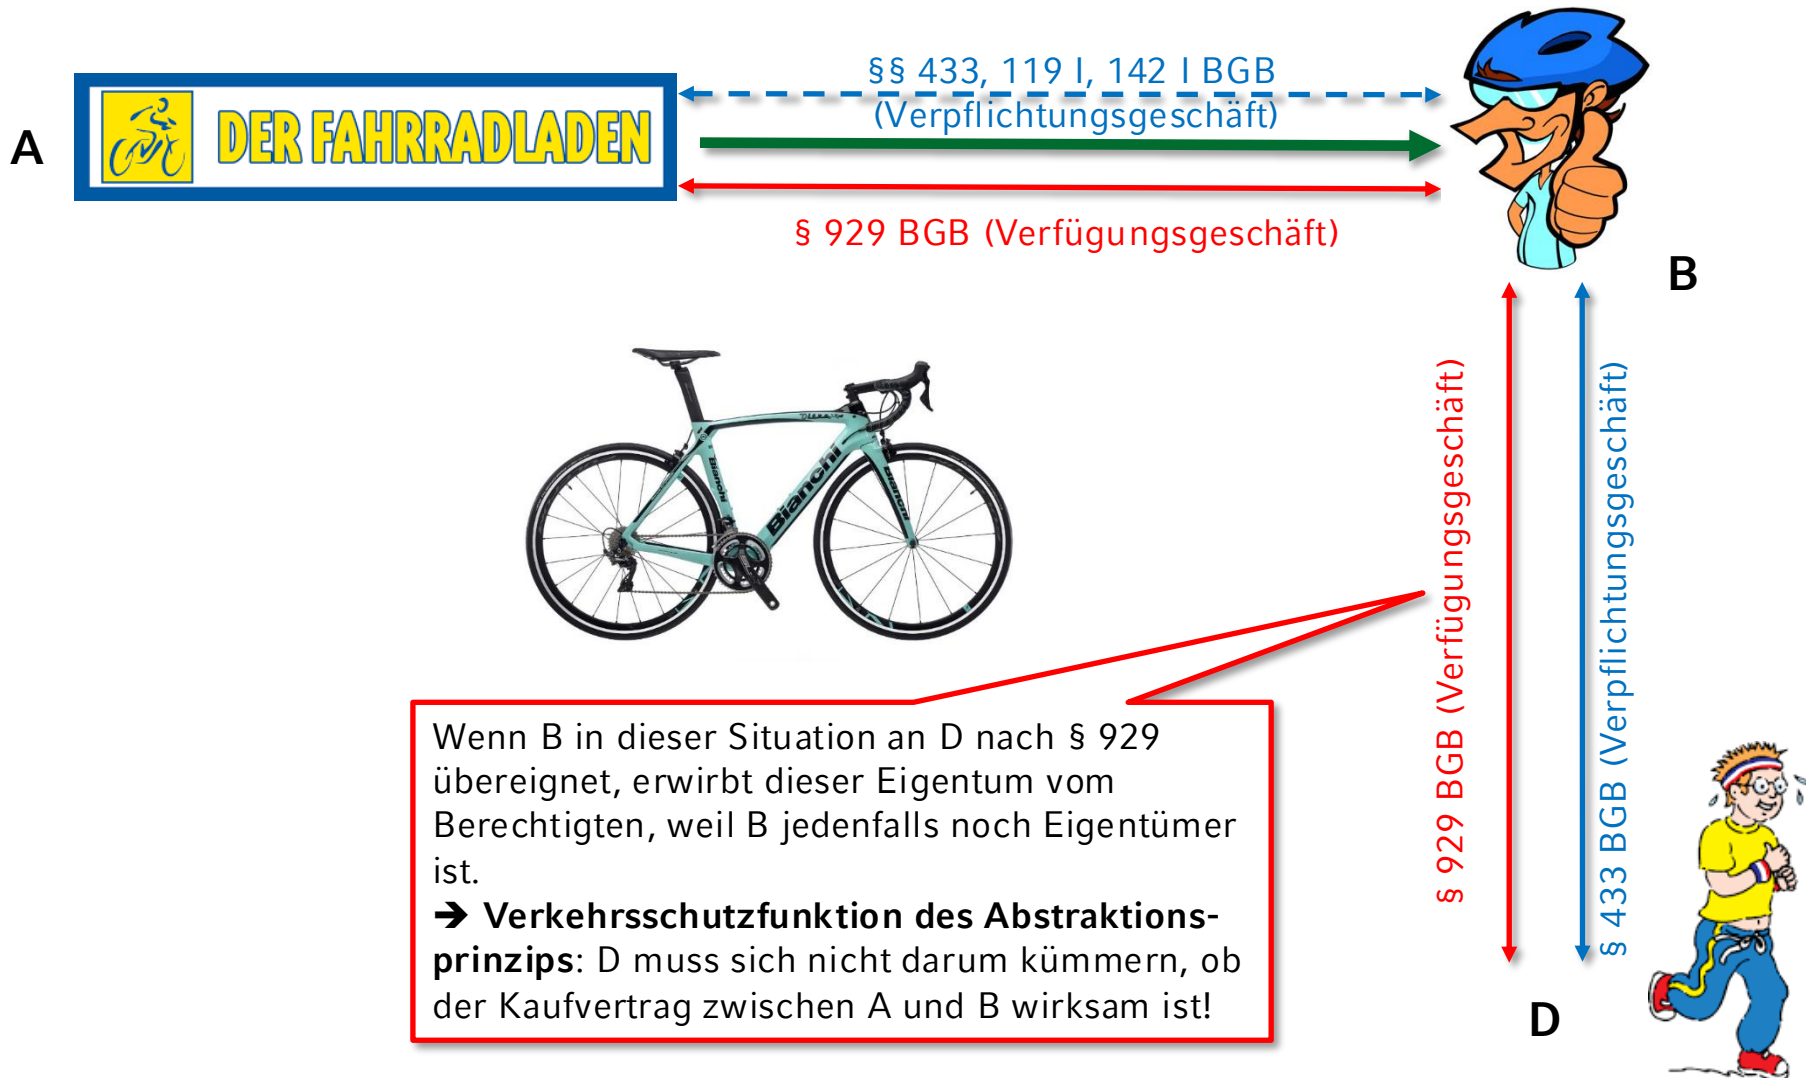 §§ 433, 119 I, 142 I BGB
(Verpflichtungsgeschäft)
A
DER FAHRRADLADEN
§ 929 BGB (Verfügungsgeschäft)
B
Bianchi
Bianchi
Bianchi
§ 929 BGB (Verfügungsgeschäft)
§ 433 BGB (Verpflichtungsgeschäft)
Wenn B in dieser Situation an D nach § 929
übereignet, erwirbt dieser Eigentum vom
Berechtigten, weil B jedenfalls noch Eigentümer
ist.
➔ Verkehrsschutzfunktion des Abstraktions-
prinzips: D muss sich nicht darum kümmern, ob
der Kaufvertrag zwischen A und B wirksam ist!
D